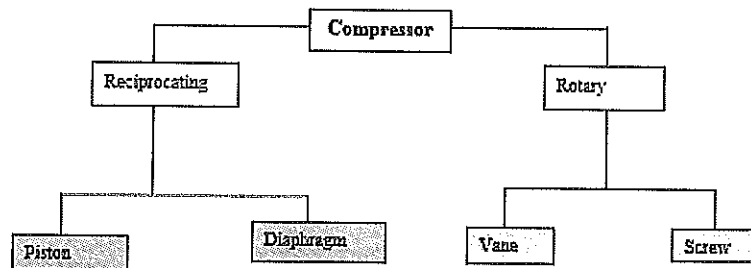 Compressor
Reciprocating
Rotary
Piston
Diaphragm
Vane
Screw